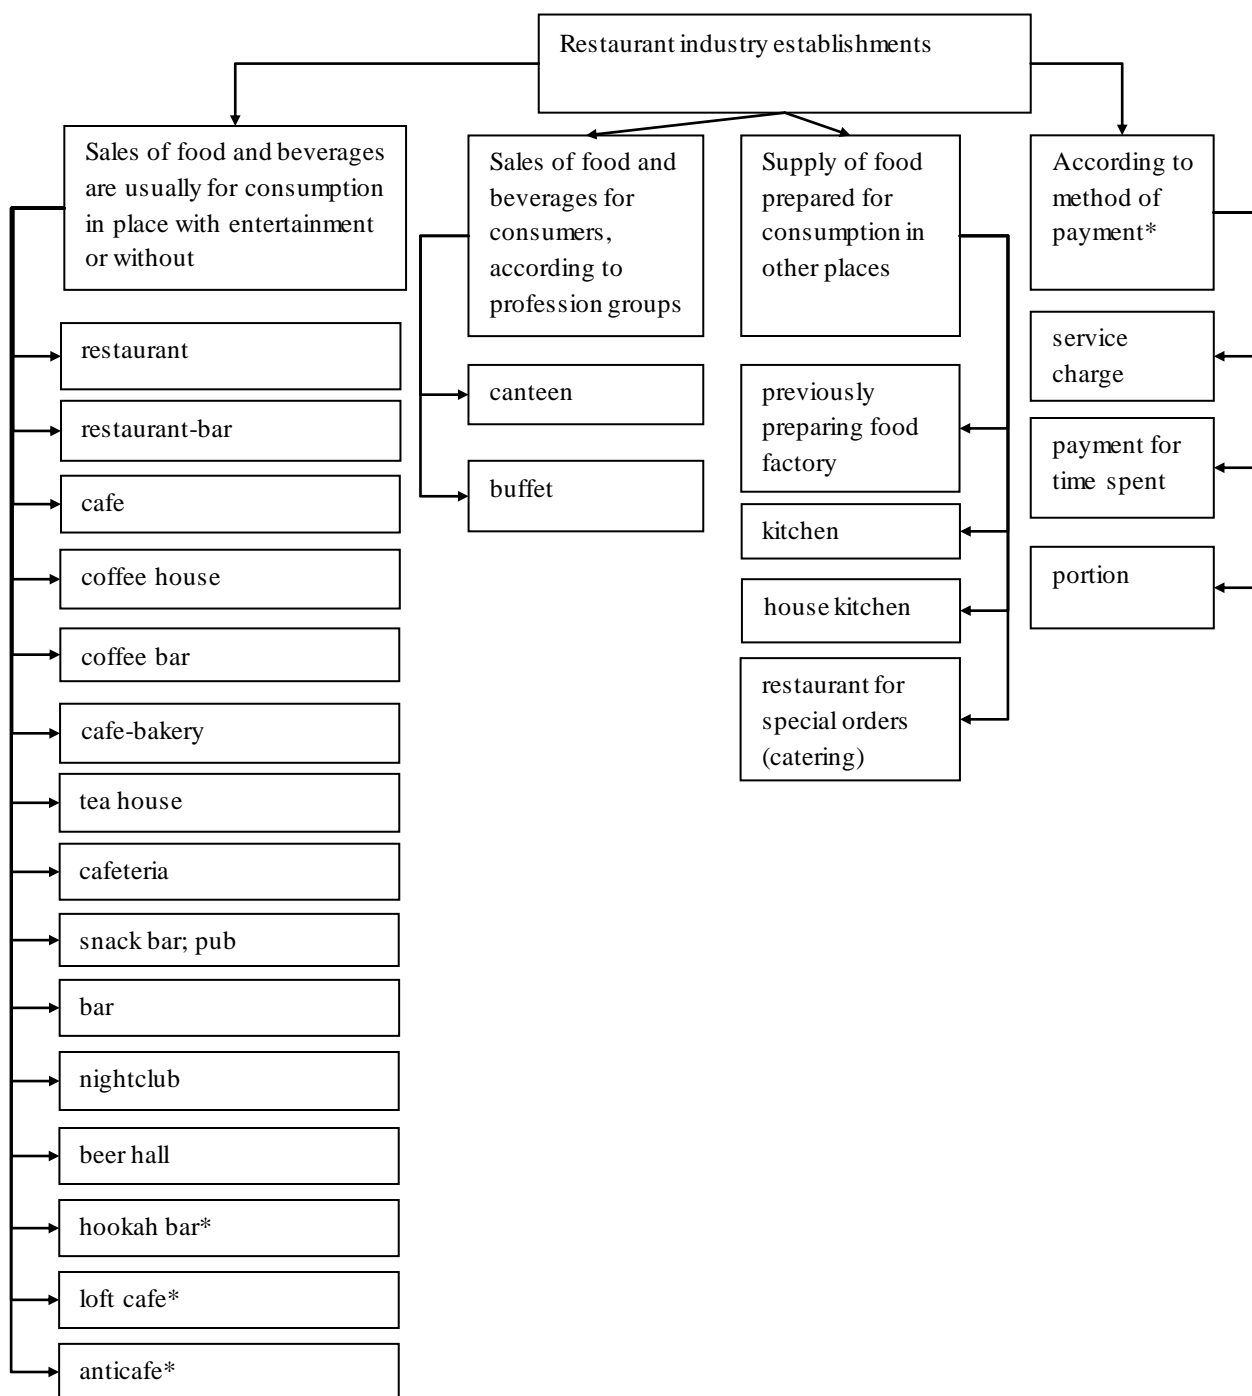 Restaurant industry establishments
Sales of food and beverages
are usually for consumption
in place with entertainment
or without
restaurant
restaurant-bar
cafe
coffee house
coffee bar
cafe-bakery
tea house
cafeteria
snack bar; pub
bar
nightclub
beer hall
hookah bar*
loft cafe*
anticafe*
Sales of food and
beverages for
consumers,
according to
profession groups
canteen
buffet
Supply of food
prepared for
consumption in
other places
previously
preparing food
factory
kitchen
house kitchen
restaurant for
special orders
(catering)
According to
method of
payment*
service
charge
payment for
time spent
portion